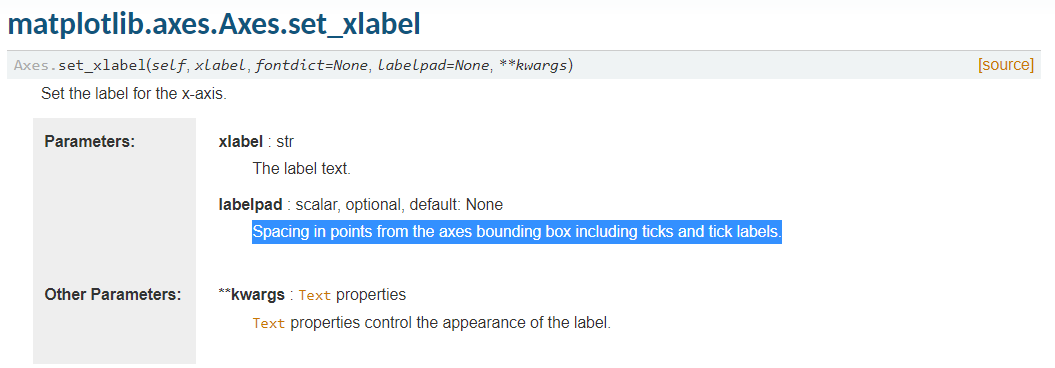 matplotlib.axes.Axes.set_xlabel
Axes.set_xlabel(self, xlabel, fontdict=None, labelpad=None, **kwargs) [source]
Set the label for the x-axis.
Parameters: xlabel : str
The label text.
labelpad : scalar, optional, default: None
Spacing in points from the axes bounding box including ticks and tick labels.
Other Parameters: **kwargs : Text properties
Text properties control the appearance of the label.